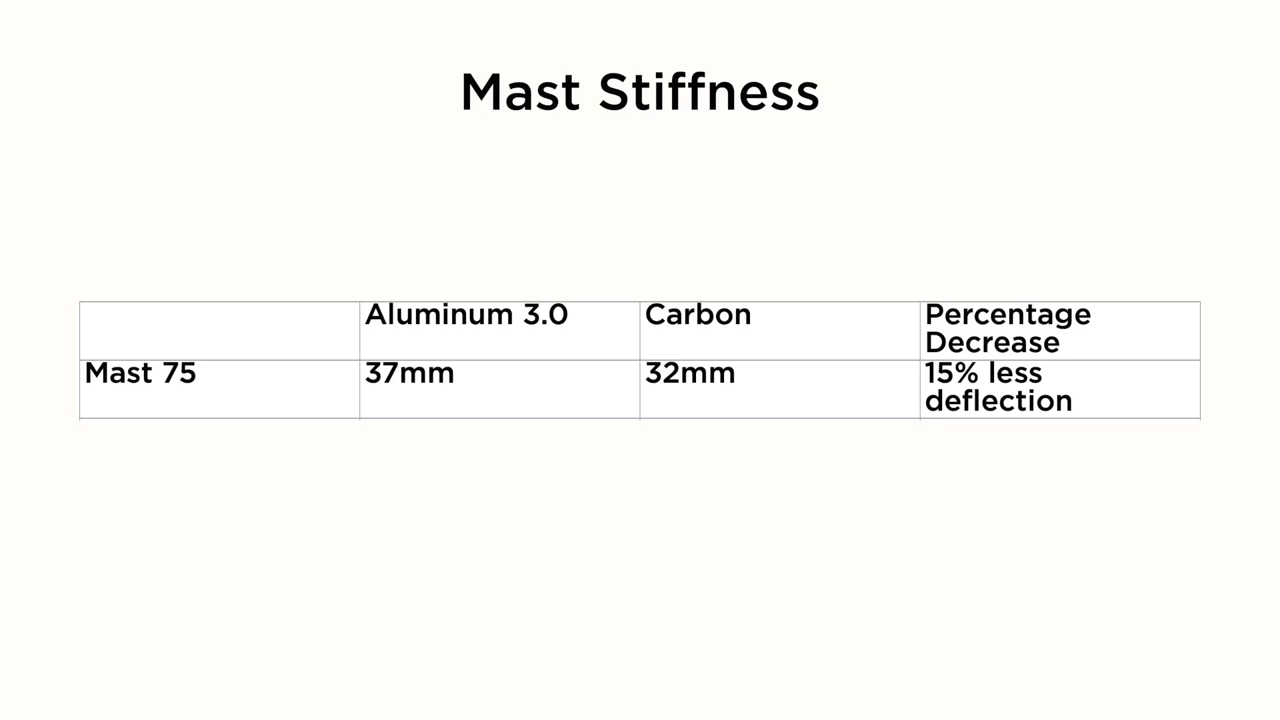 Mast Stiffness
Aluminum 3.0
Carbon
Percentage
Decrease
Mast 75
37mm
32mm
15% less
deflection